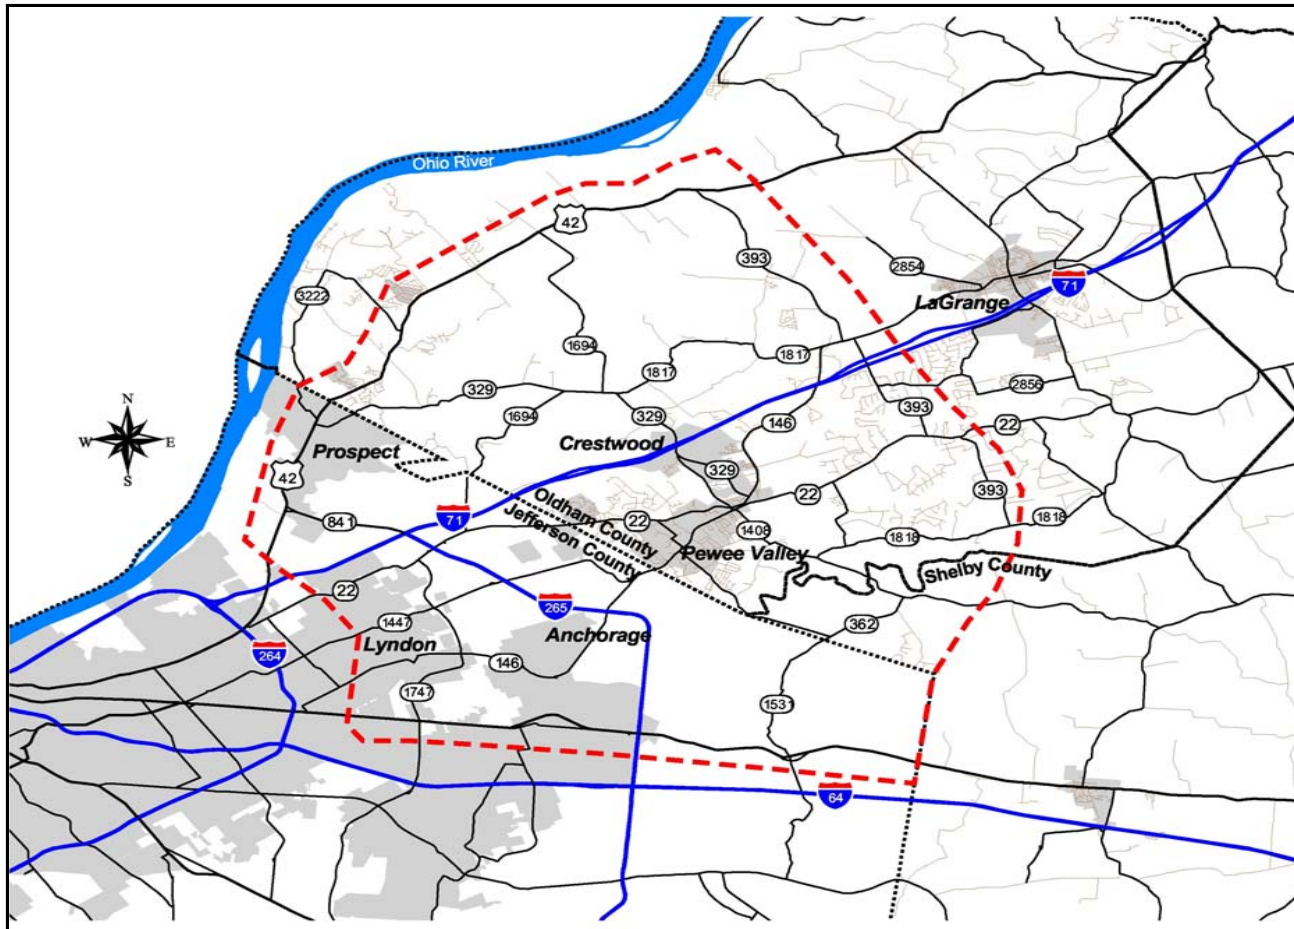 Ohio River
42
393
2854
71
3222
LaGrange
1694
1817
1817
329
2856
1694
329
393
146
22
N
W E
S
Prospect
Crestwood
42
329
393
22
71
841
Oldham County
22
1408
1818
1818
Jefferson County
Pewee Valley
Shelby County
22
265
1447
362
Lyndon
Anchorage
264
146
1747
1531
64